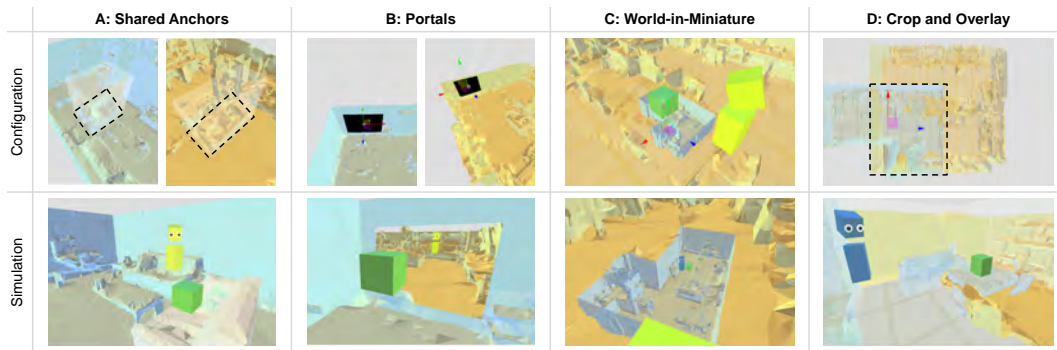 A: Shared Anchors
B: Portals
C: World-in-Miniature
D: Crop and Overlay
Configuration
Simulation